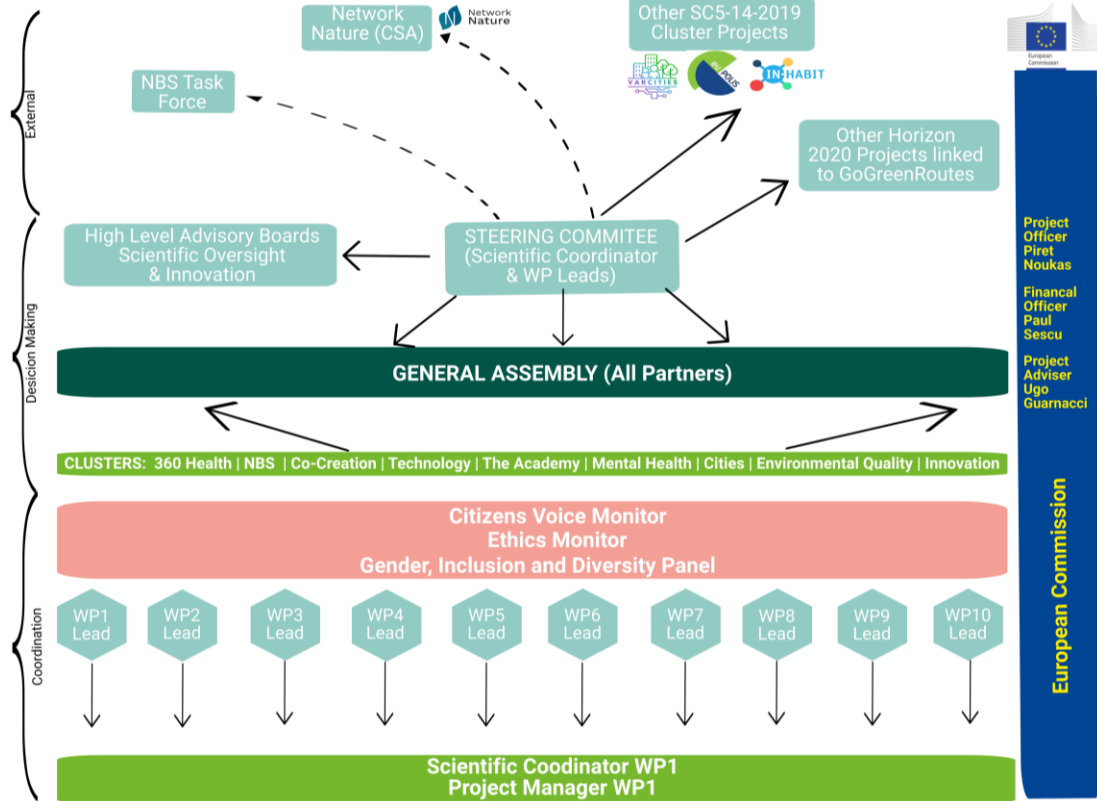 Network
Nature (CSA)
Network
Nature
Other SC5-14-2019
Cluster Projects
VARCITIES
euPOLIS
IN-HABIT
European
Commission
NBS Task
Force
Other Horizon
2020 Projects linked
to GoGreenRoutes
External
High Level Advisory Boards
Scientific Oversight
& Innovation
STEERING COMMITEE
(Scientific Coordinator
& WP Leads)
Project
Officer
Piret
Noukas
Financal
Officer
Paul
Sescu
Project
Adviser
Ugo
Guarnacci
Desicion Making
GENERAL ASSEMBLY (All Partners)
CLUSTERS: 360 Health | NBS | Co-Creation | Technology | The Academy | Mental Health | Cities | Environmental Quality | Innovation
Citizens Voice Monitor
Ethics Monitor
Gender, Inclusion and Diversity Panel
European Commission
Coordination
WP1
Lead
WP2
Lead
WP3
Lead
WP4
Lead
WP5
Lead
WP6
Lead
WP7
Lead
WP8
Lead
WP9
Lead
WP10
Lead
Scientific Coodinator WP1
Project Manager WP1